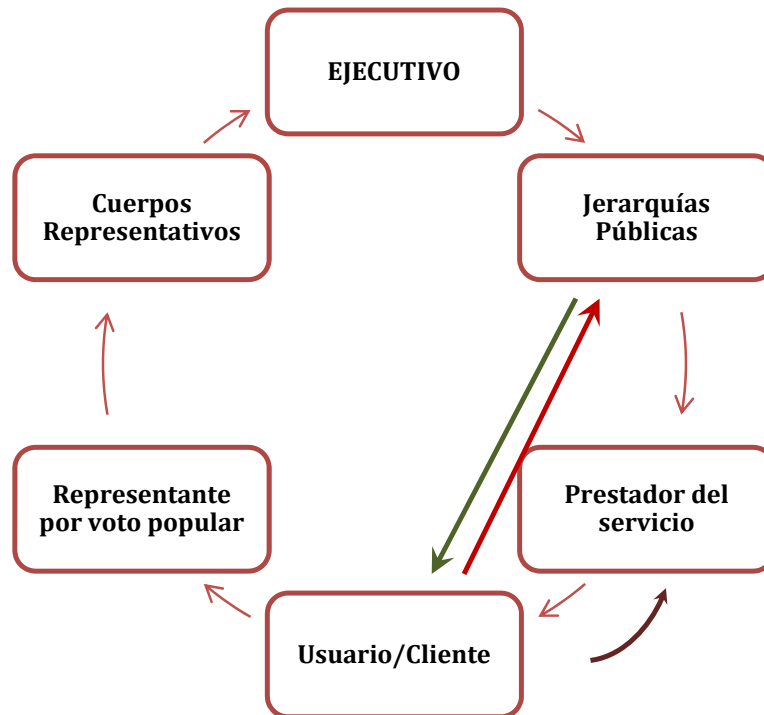 EJECUTIVO
Cuerpos
Representativos
Jerarquías
Públicas
Representante
por voto popular
Prestador del
servicio
Usuario/Cliente